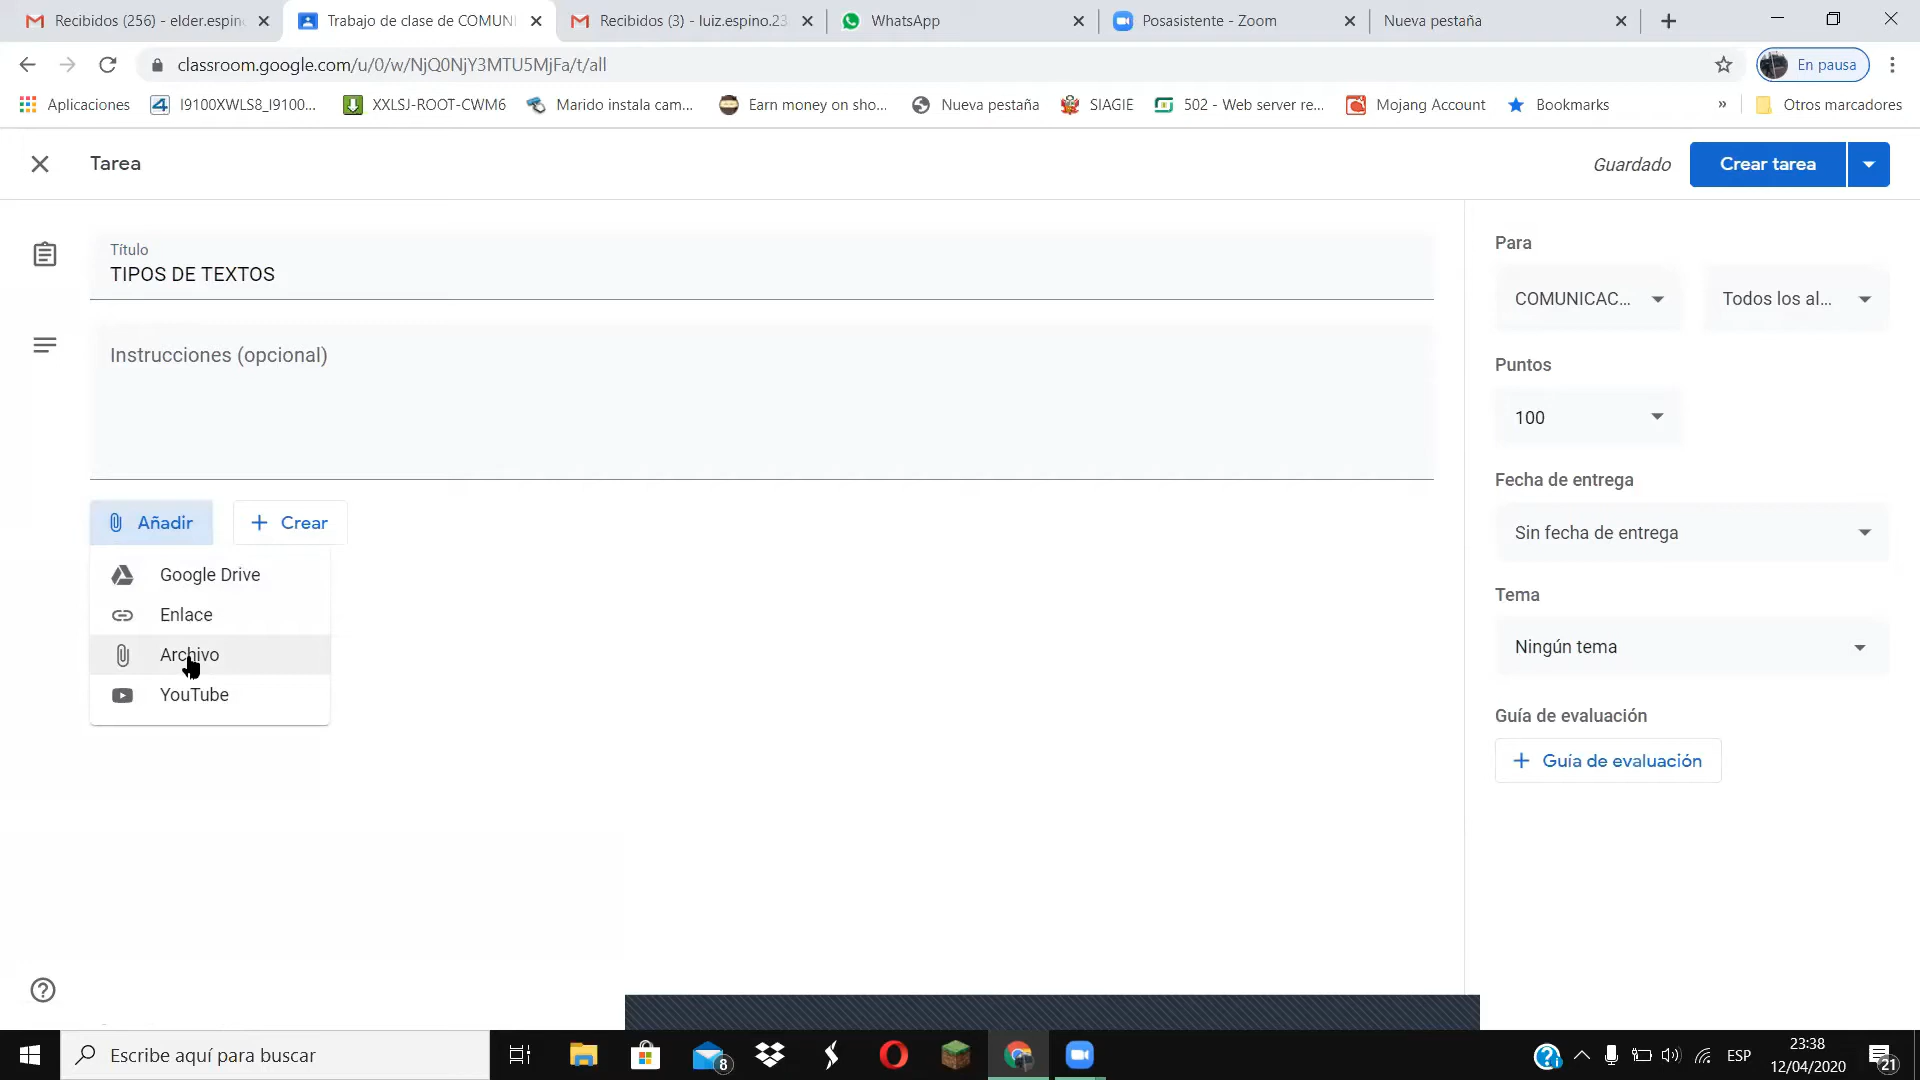 Recibidos (256) - elder.espin
Trabajo de clase de COMUNI
Recibidos (3) - luiz.espino.23
WhatsApp
Posasistente - Zoom
Nueva pestaña
classroom.google.com/u/0/w/NjQ0NjY3MTU5MjFa/t/all
En pausa
Aplicaciones
I9100XWLS8_I9100...
XXLSJ-ROOT-CWM6
Marido instala cam...
Earn money on sho...
Nueva pestaña
SIAGIE
502 - Web server re...
Mojang Account
Bookmarks
»
Otros marcadores
Tarea
Guardado
Crear tarea
Título
TIPOS DE TEXTOS
Instrucciones (opcional)
Añadir
Crear
Google Drive
Enlace
Archivo
YouTube
Para
COMUNICAC...
Todos los al...
Puntos
100
Fecha de entrega
Sin fecha de entrega
Tema
Ningún tema
Guía de evaluación
Guía de evaluación
Escribe aquí para buscar
8
ESP
23:38
12/04/2020
21